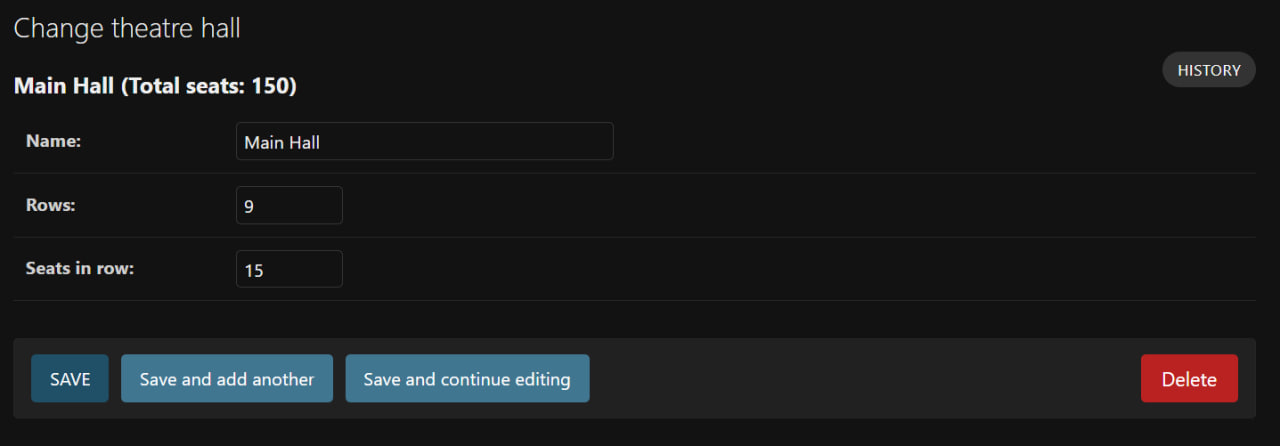 Change theatre hall
HISTORY
Main Hall (Total seats: 150)
Name: Main Hall
Rows: 9
Seats in row: 15
SAVE Save and add another Save and continue editing Delete